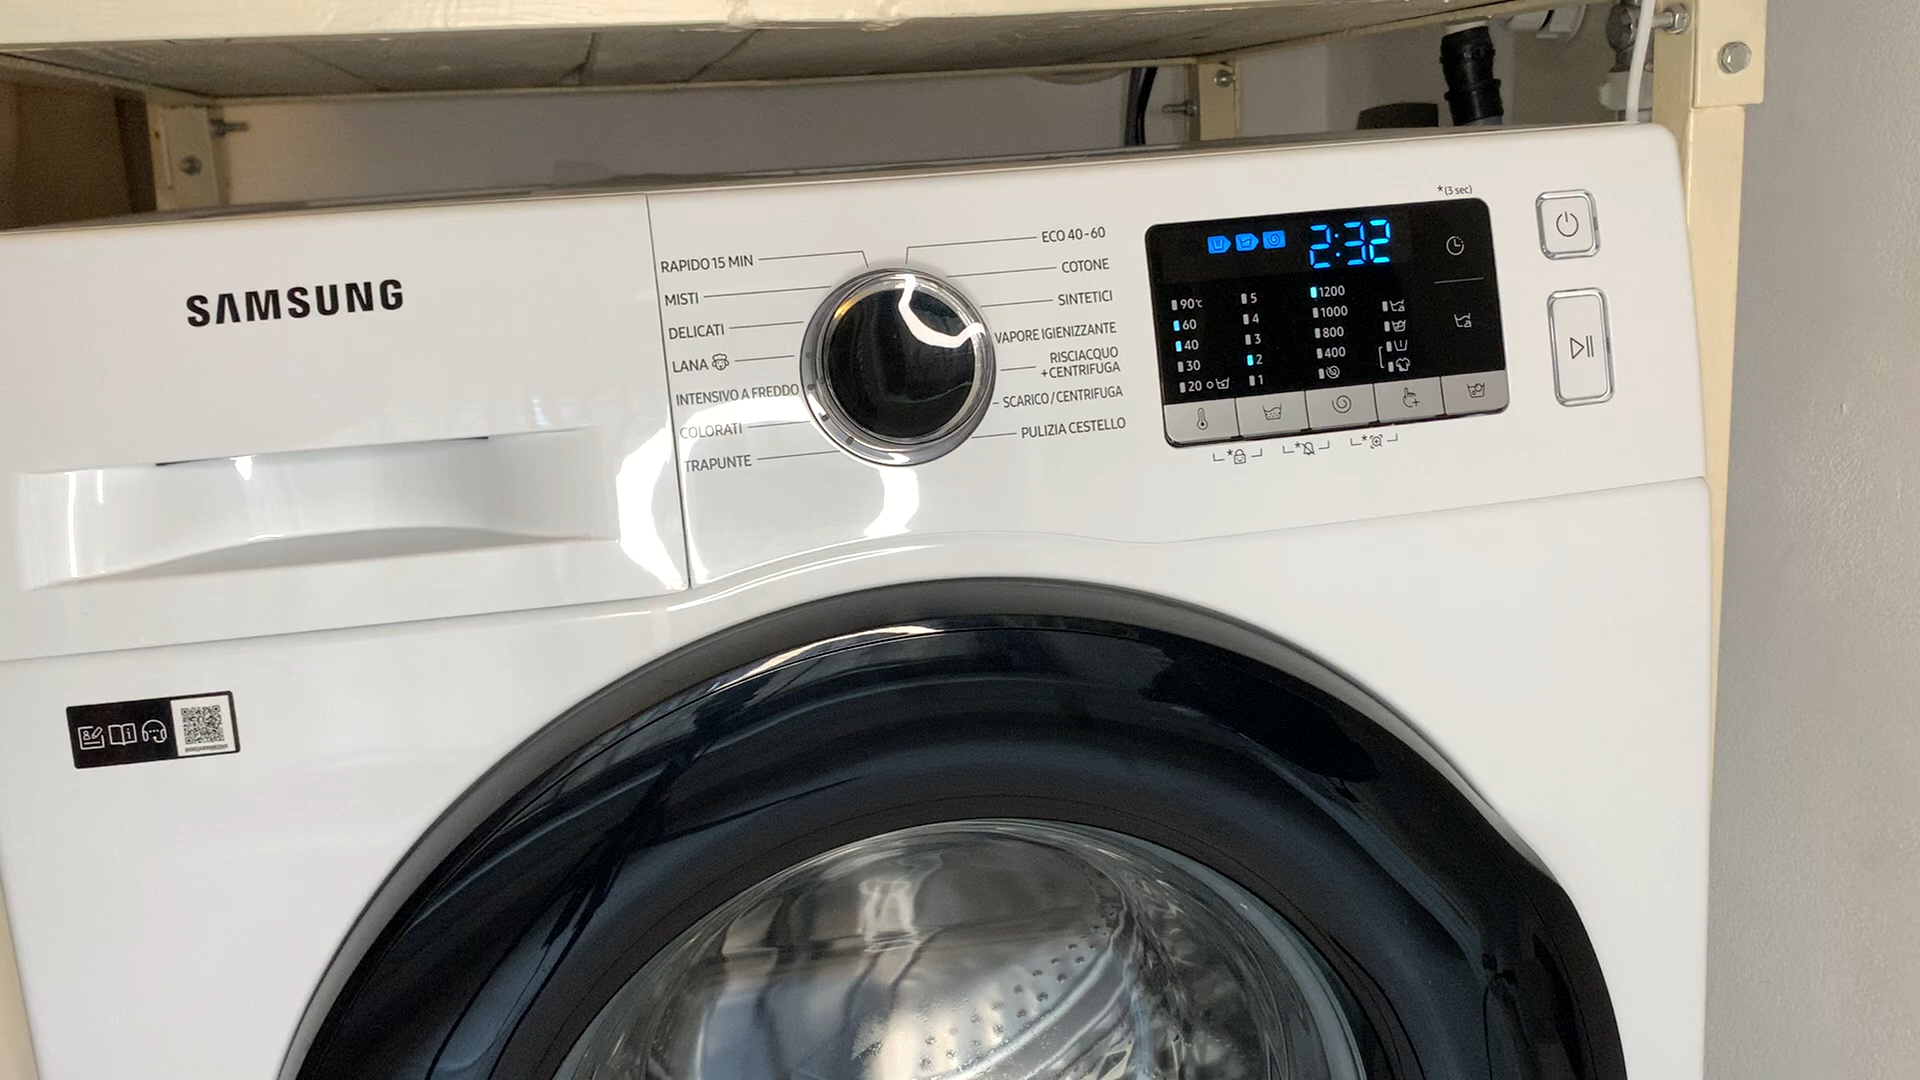 SAMSUNG
RAPIDO 15 MIN
MISTI
DELICATI
LANA
INTENSIVO A FREDDO
COLORATI
TRAPUNTE
ECO 40-60
COTONE
SINTETICI
VAPORE IGIENIZZANTE
RISCIACQUO
+CENTRIFUGA
SCARICO / CENTRIFUGA
PULIZIA CESTELLO
*(3 sec)
2:32
90℃
60
40
30
20
5
4
3
2
1
1200
1000
800
400
*
*
*